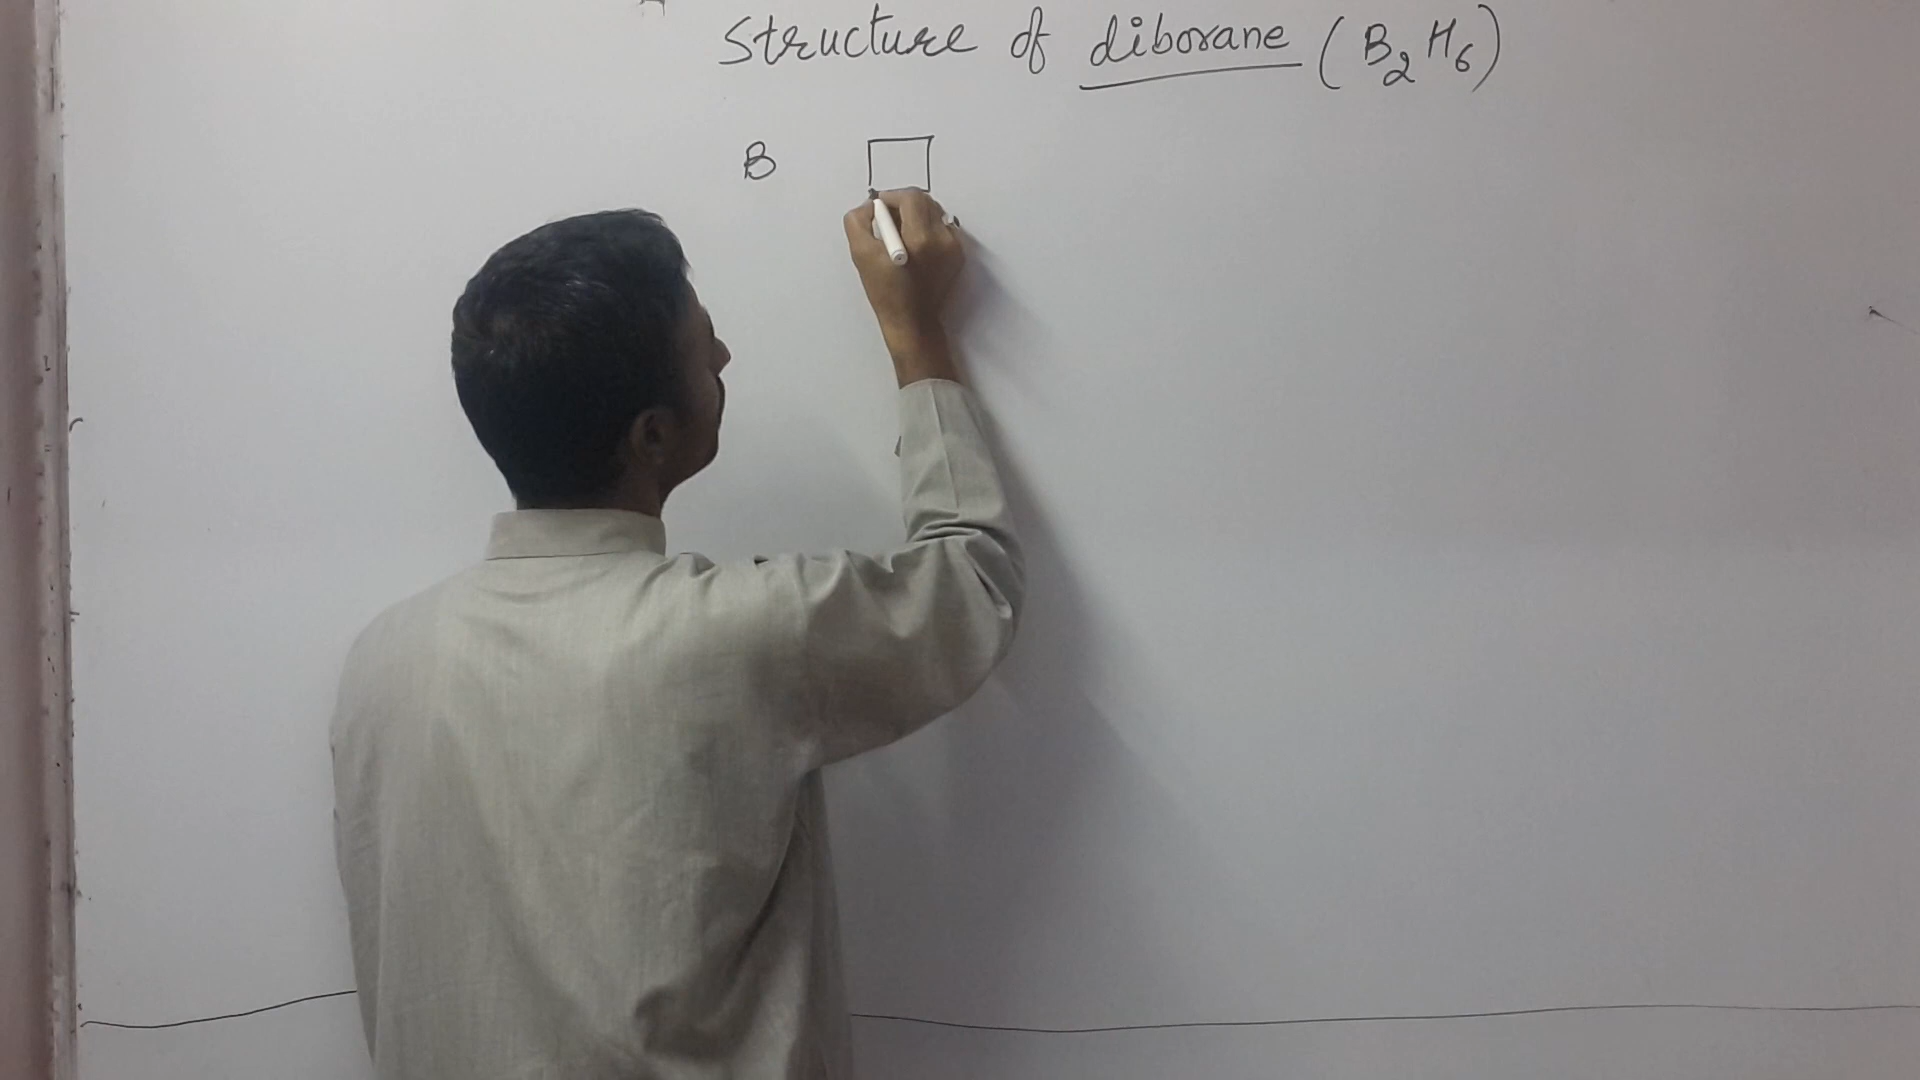 Structure of diborane (B₂H₆)
B